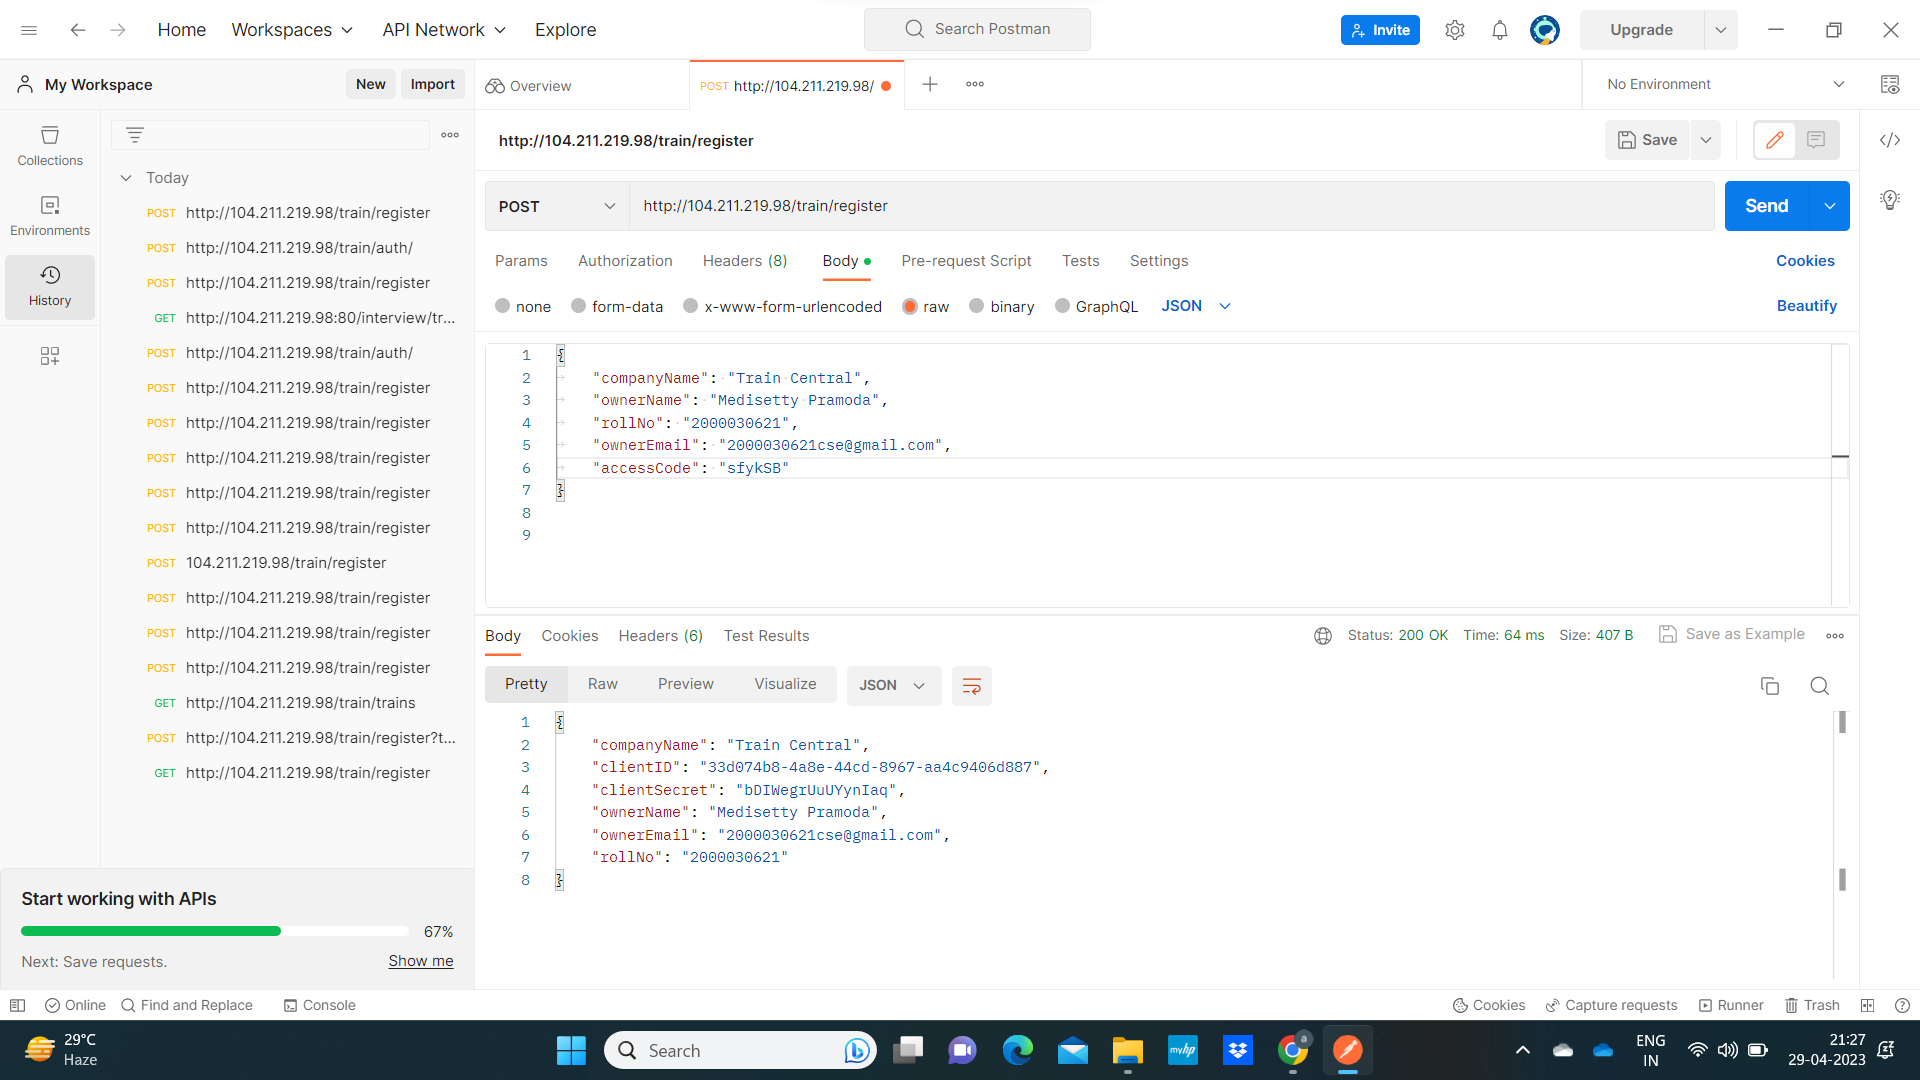 Home Workspaces API Network Explore
Search Postman
Invite Upgrade
My Workspace New Import
Overview POST http://104.211.219.98/ No Environment
Collections
Environments
History
Today
POST http://104.211.219.98/train/register
POST http://104.211.219.98/train/auth/
POST http://104.211.219.98/train/register
GET http://104.211.219.98:80/interview/tr...
POST http://104.211.219.98/train/auth/
POST http://104.211.219.98/train/register
POST http://104.211.219.98/train/register
POST http://104.211.219.98/train/register
POST http://104.211.219.98/train/register
POST http://104.211.219.98/train/register
POST 104.211.219.98/train/register
POST http://104.211.219.98/train/register
POST http://104.211.219.98/train/register
POST http://104.211.219.98/train/register
GET http://104.211.219.98/train/trains
POST http://104.211.219.98/train/register?t...
GET http://104.211.219.98/train/register
Start working with APIs
67%
Next: Save requests. Show me
http://104.211.219.98/train/register Save
POST http://104.211.219.98/train/register Send
Params Authorization Headers (8) Body Pre-request Script Tests Settings Cookies
none form-data x-www-form-urlencoded raw binary GraphQL JSON Beautify
1 {
2 "companyName": "Train Central",
3 "ownerName": "Medisetty Pramoda",
4 "rollNo": "2000030621",
5 "ownerEmail": "2000030621cse@gmail.com",
6 "accessCode": "sfykSB"
7 }
8
9
Body Cookies Headers (6) Test Results Status: 200 OK Time: 64 ms Size: 407 B Save as Example
Pretty Raw Preview Visualize JSON
1 {
2 "companyName": "Train Central",
3 "clientID": "33d074b8-4a8e-44cd-8967-aa4c9406d887",
4 "clientSecret": "bDIWegrUuUYynIaq",
5 "ownerName": "Medisetty Pramoda",
6 "ownerEmail": "2000030621cse@gmail.com",
7 "rollNo": "2000030621"
8 }
Online Find and Replace Console Cookies Capture requests Runner Trash
29°C
Haze
Search
myhp
a
ENG
IN
21:27
29-04-2023